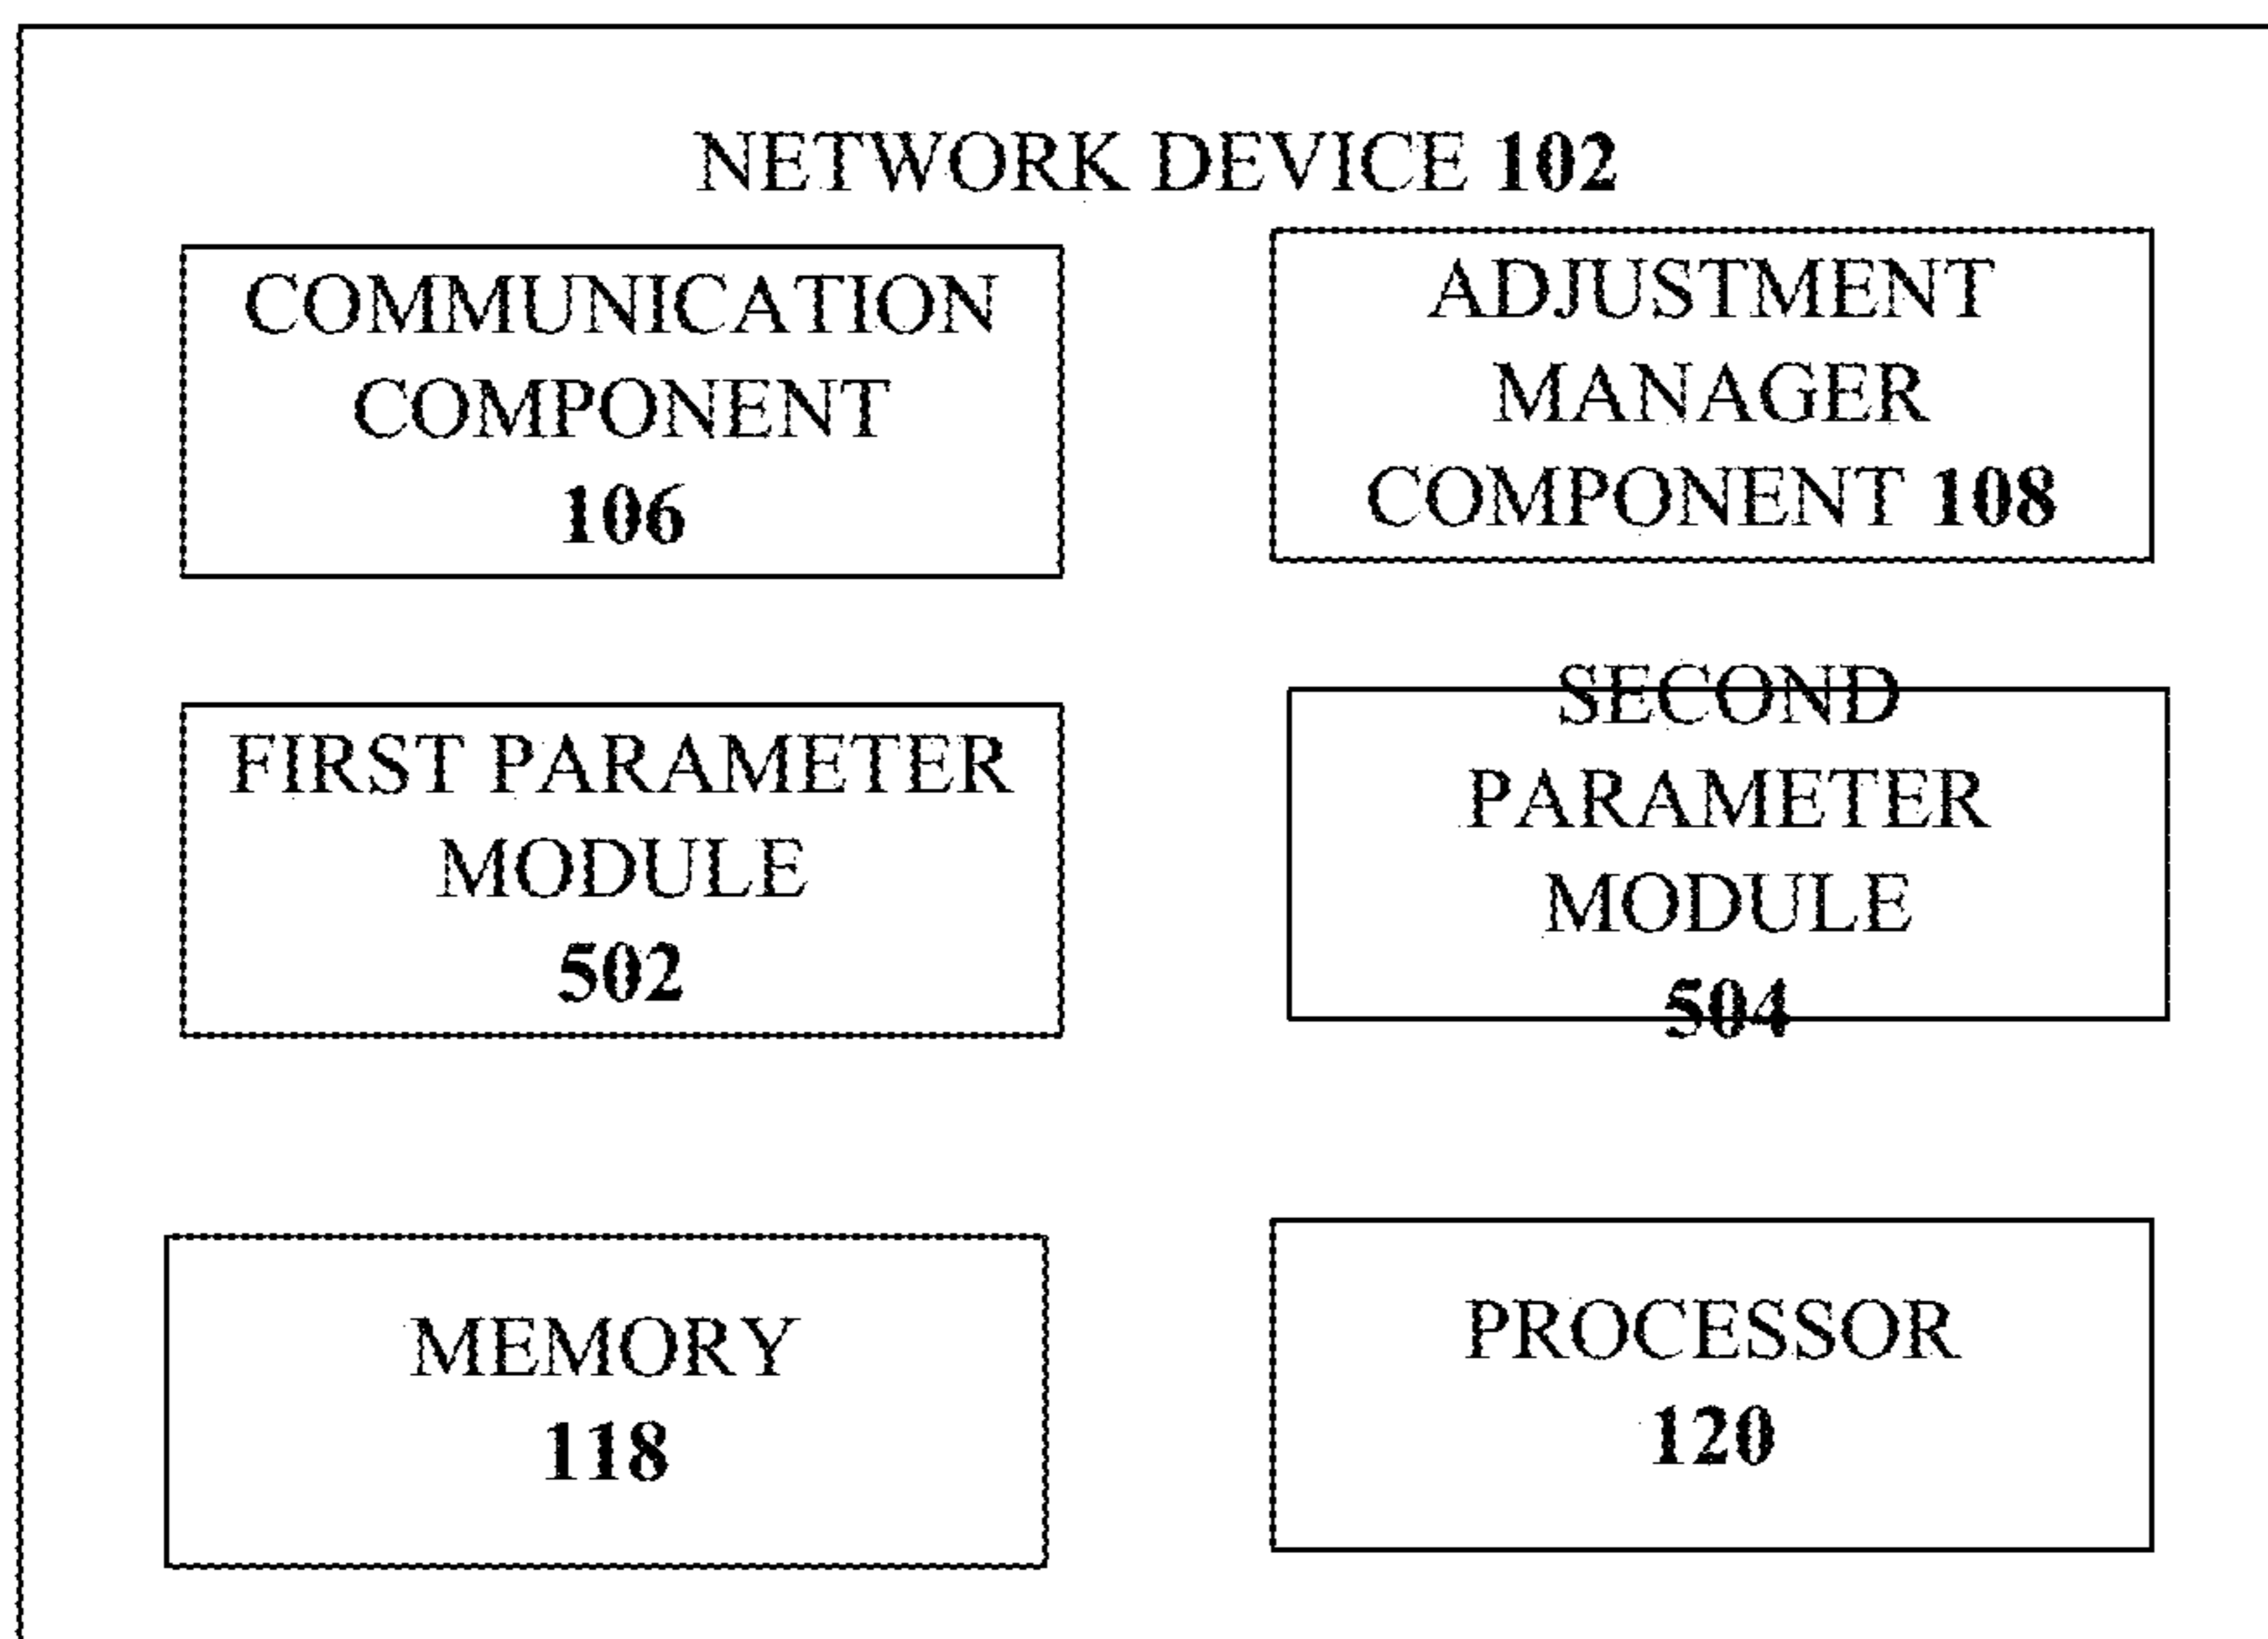 NETWORK DEVICE 102
COMMUNICATION
COMPONENT
106
ADJUSTMENT
MANAGER
COMPONENT 108
FIRST PARAMETER
MODULE
502
SECOND
PARAMETER
MODULE
504
MEMORY
118
PROCESSOR
120